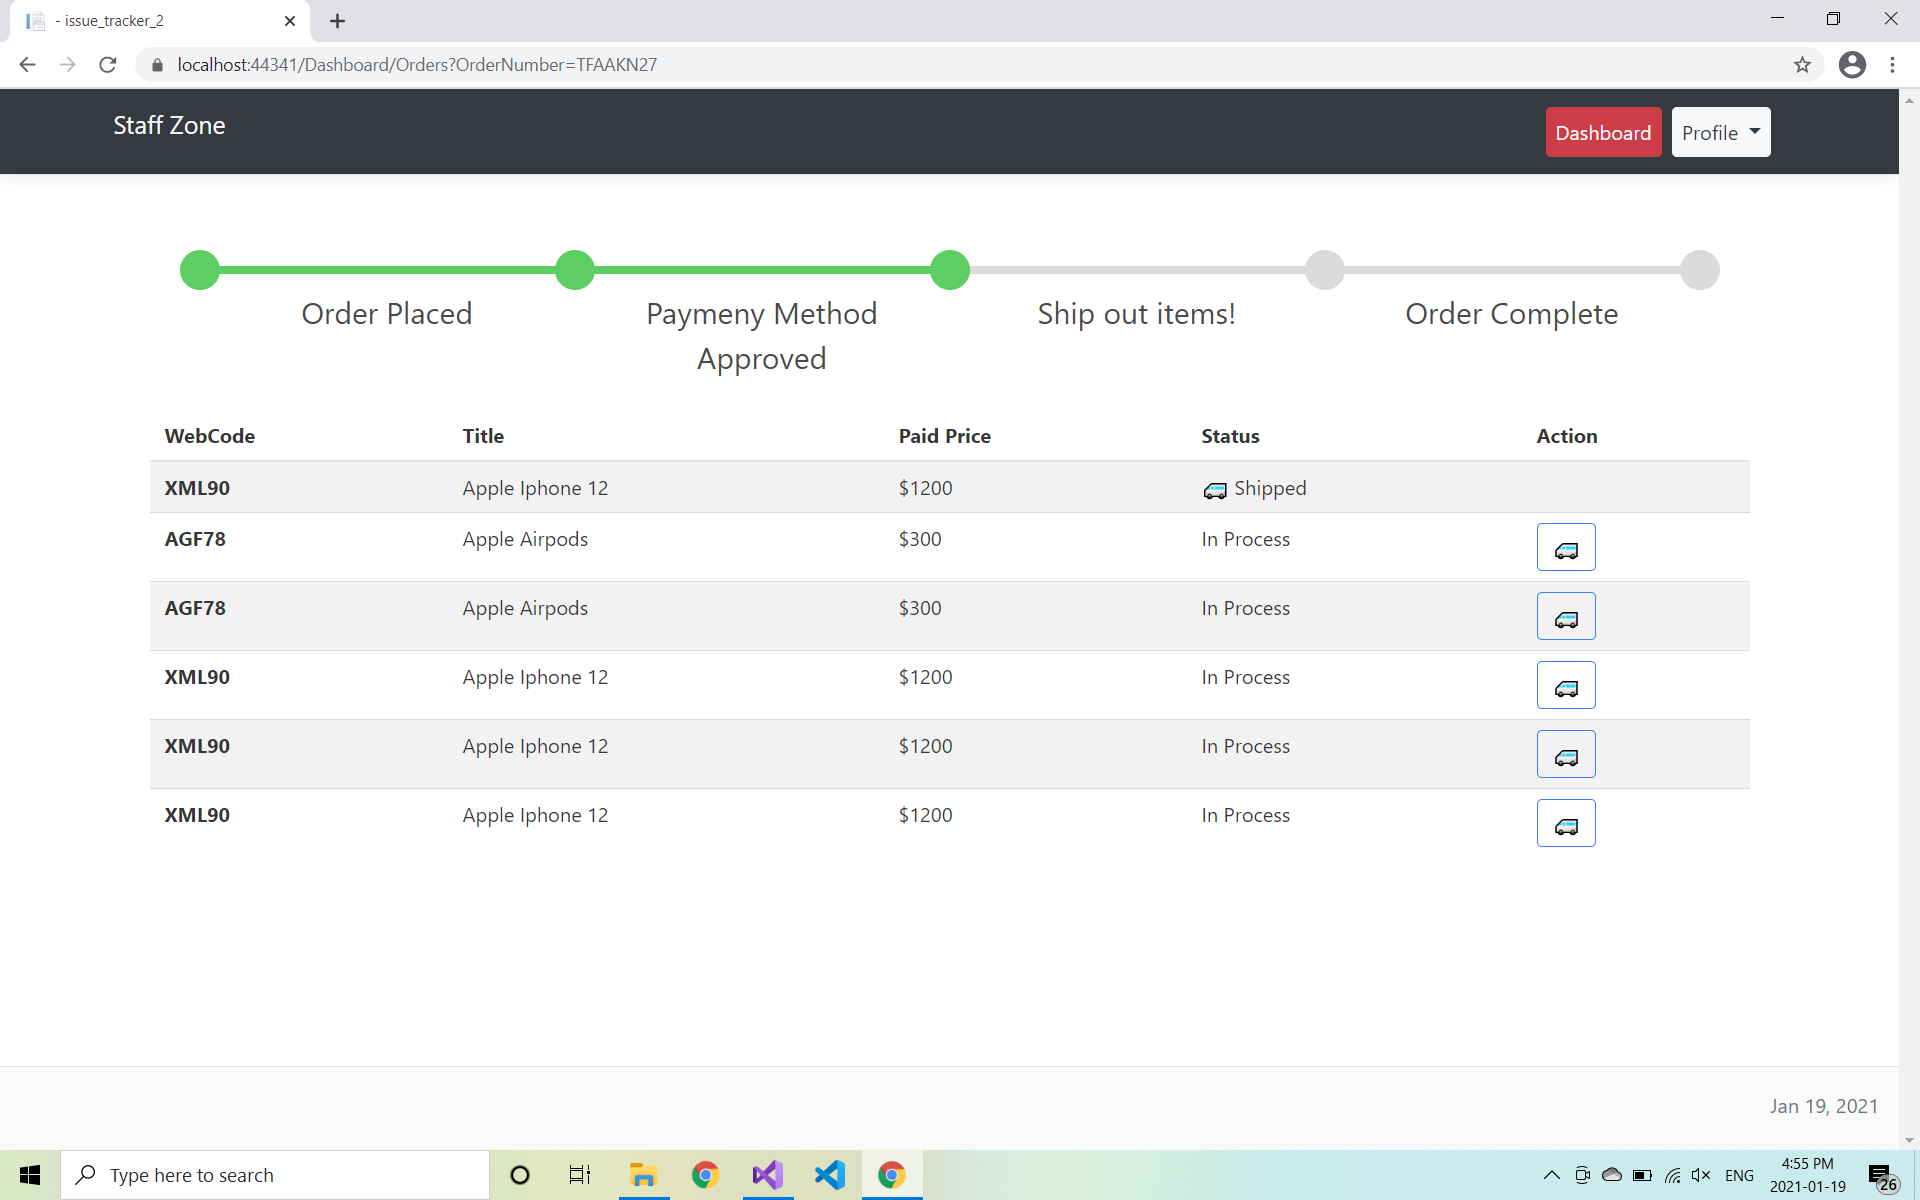 - issue_tracker_2
localhost:44341/Dashboard/Orders?OrderNumber=TFAAKN27
Staff Zone
Dashboard
Profile
Order Placed
Paymeny Method
Approved
Ship out items!
Order Complete
WebCode Title Paid Price Status Action
XML90 Apple Iphone 12 $1200 Shipped
AGF78 Apple Airpods $300 In Process
AGF78 Apple Airpods $300 In Process
XML90 Apple Iphone 12 $1200 In Process
XML90 Apple Iphone 12 $1200 In Process
XML90 Apple Iphone 12 $1200 In Process
Jan 19, 2021
Type here to search
ENG
4:55 PM
2021-01-19
26